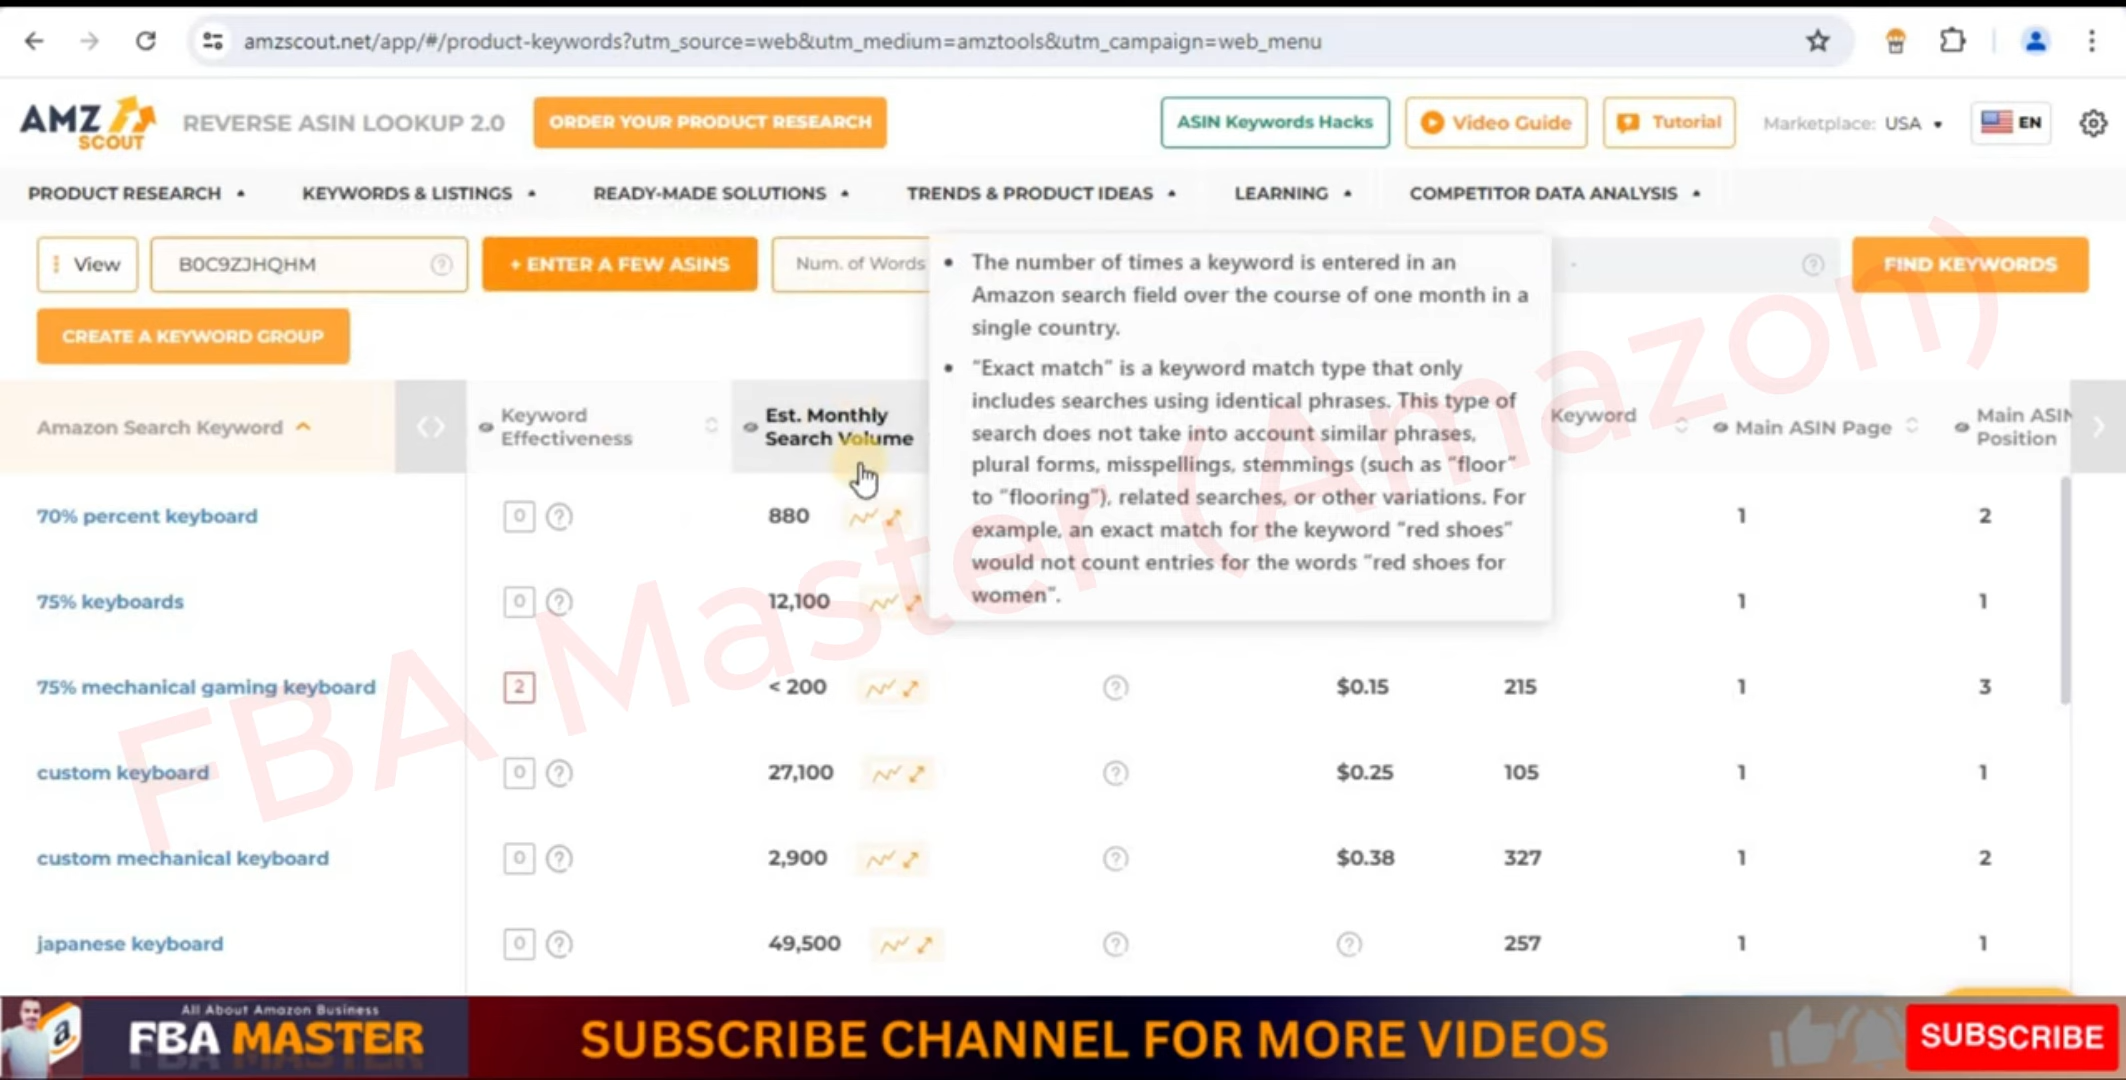 amzscout.net/app/#/product-keywords?utm_source=web&utm_medium=amztools&utm_campaign=web_menu
AMZ
SCOUT
REVERSE ASIN LOOKUP 2.0
ORDER YOUR PRODUCT RESEARCH
ASIN Keywords Hacks
Video Guide
Tutorial
Marketplace: USA
EN
PRODUCT RESEARCH
KEYWORDS & LISTINGS
READY-MADE SOLUTIONS
TRENDS & PRODUCT IDEAS
LEARNING
COMPETITOR DATA ANALYSIS
View
B0C9ZJHQHM
+ ENTER A FEW ASINS
Num. of Words
-
FIND KEYWORDS
CREATE A KEYWORD GROUP
• The number of times a keyword is entered in an
Amazon search field over the course of one month in a
single country.
• "Exact match" is a keyword match type that only
includes searches using identical phrases. This type of
search does not take into account similar phrases,
plural forms, misspellings, stemmings (such as "floor"
to "flooring"), related searches, or other variations. For
example, an exact match for the keyword "red shoes"
would not count entries for the words "red shoes for
women".
Amazon Search Keyword
Keyword
Effectiveness
Est. Monthly
Search Volume
Keyword
Main ASIN Page
Main ASIN
Position
70% percent keyboard 0 880 1 2
75% keyboards 0 12,100 1 1
75% mechanical gaming keyboard 2 < 200 $0.15 215 1 3
custom keyboard 0 27,100 $0.25 105 1 1
custom mechanical keyboard 0 2,900 $0.38 327 1 2
japanese keyboard 0 49,500 257 1 1
FBA Master (Amazon)
All About Amazon Business
FBA MASTER
SUBSCRIBE CHANNEL FOR MORE VIDEOS
SUBSCRIBE